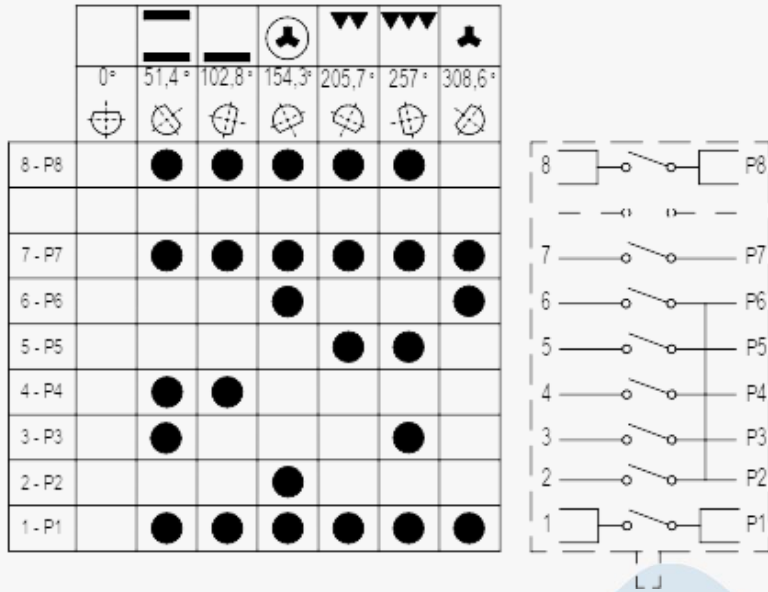 0° 51,4° 102,8° 154,3° 205,7° 257° 308,6°
8 - P8
7 - P7
6 - P6
5 - P5
4 - P4
3 - P3
2 - P2
1 - P1
8 P8
7 P7
6 P6
5 P5
4 P4
3 P3
2 P2
1 P1